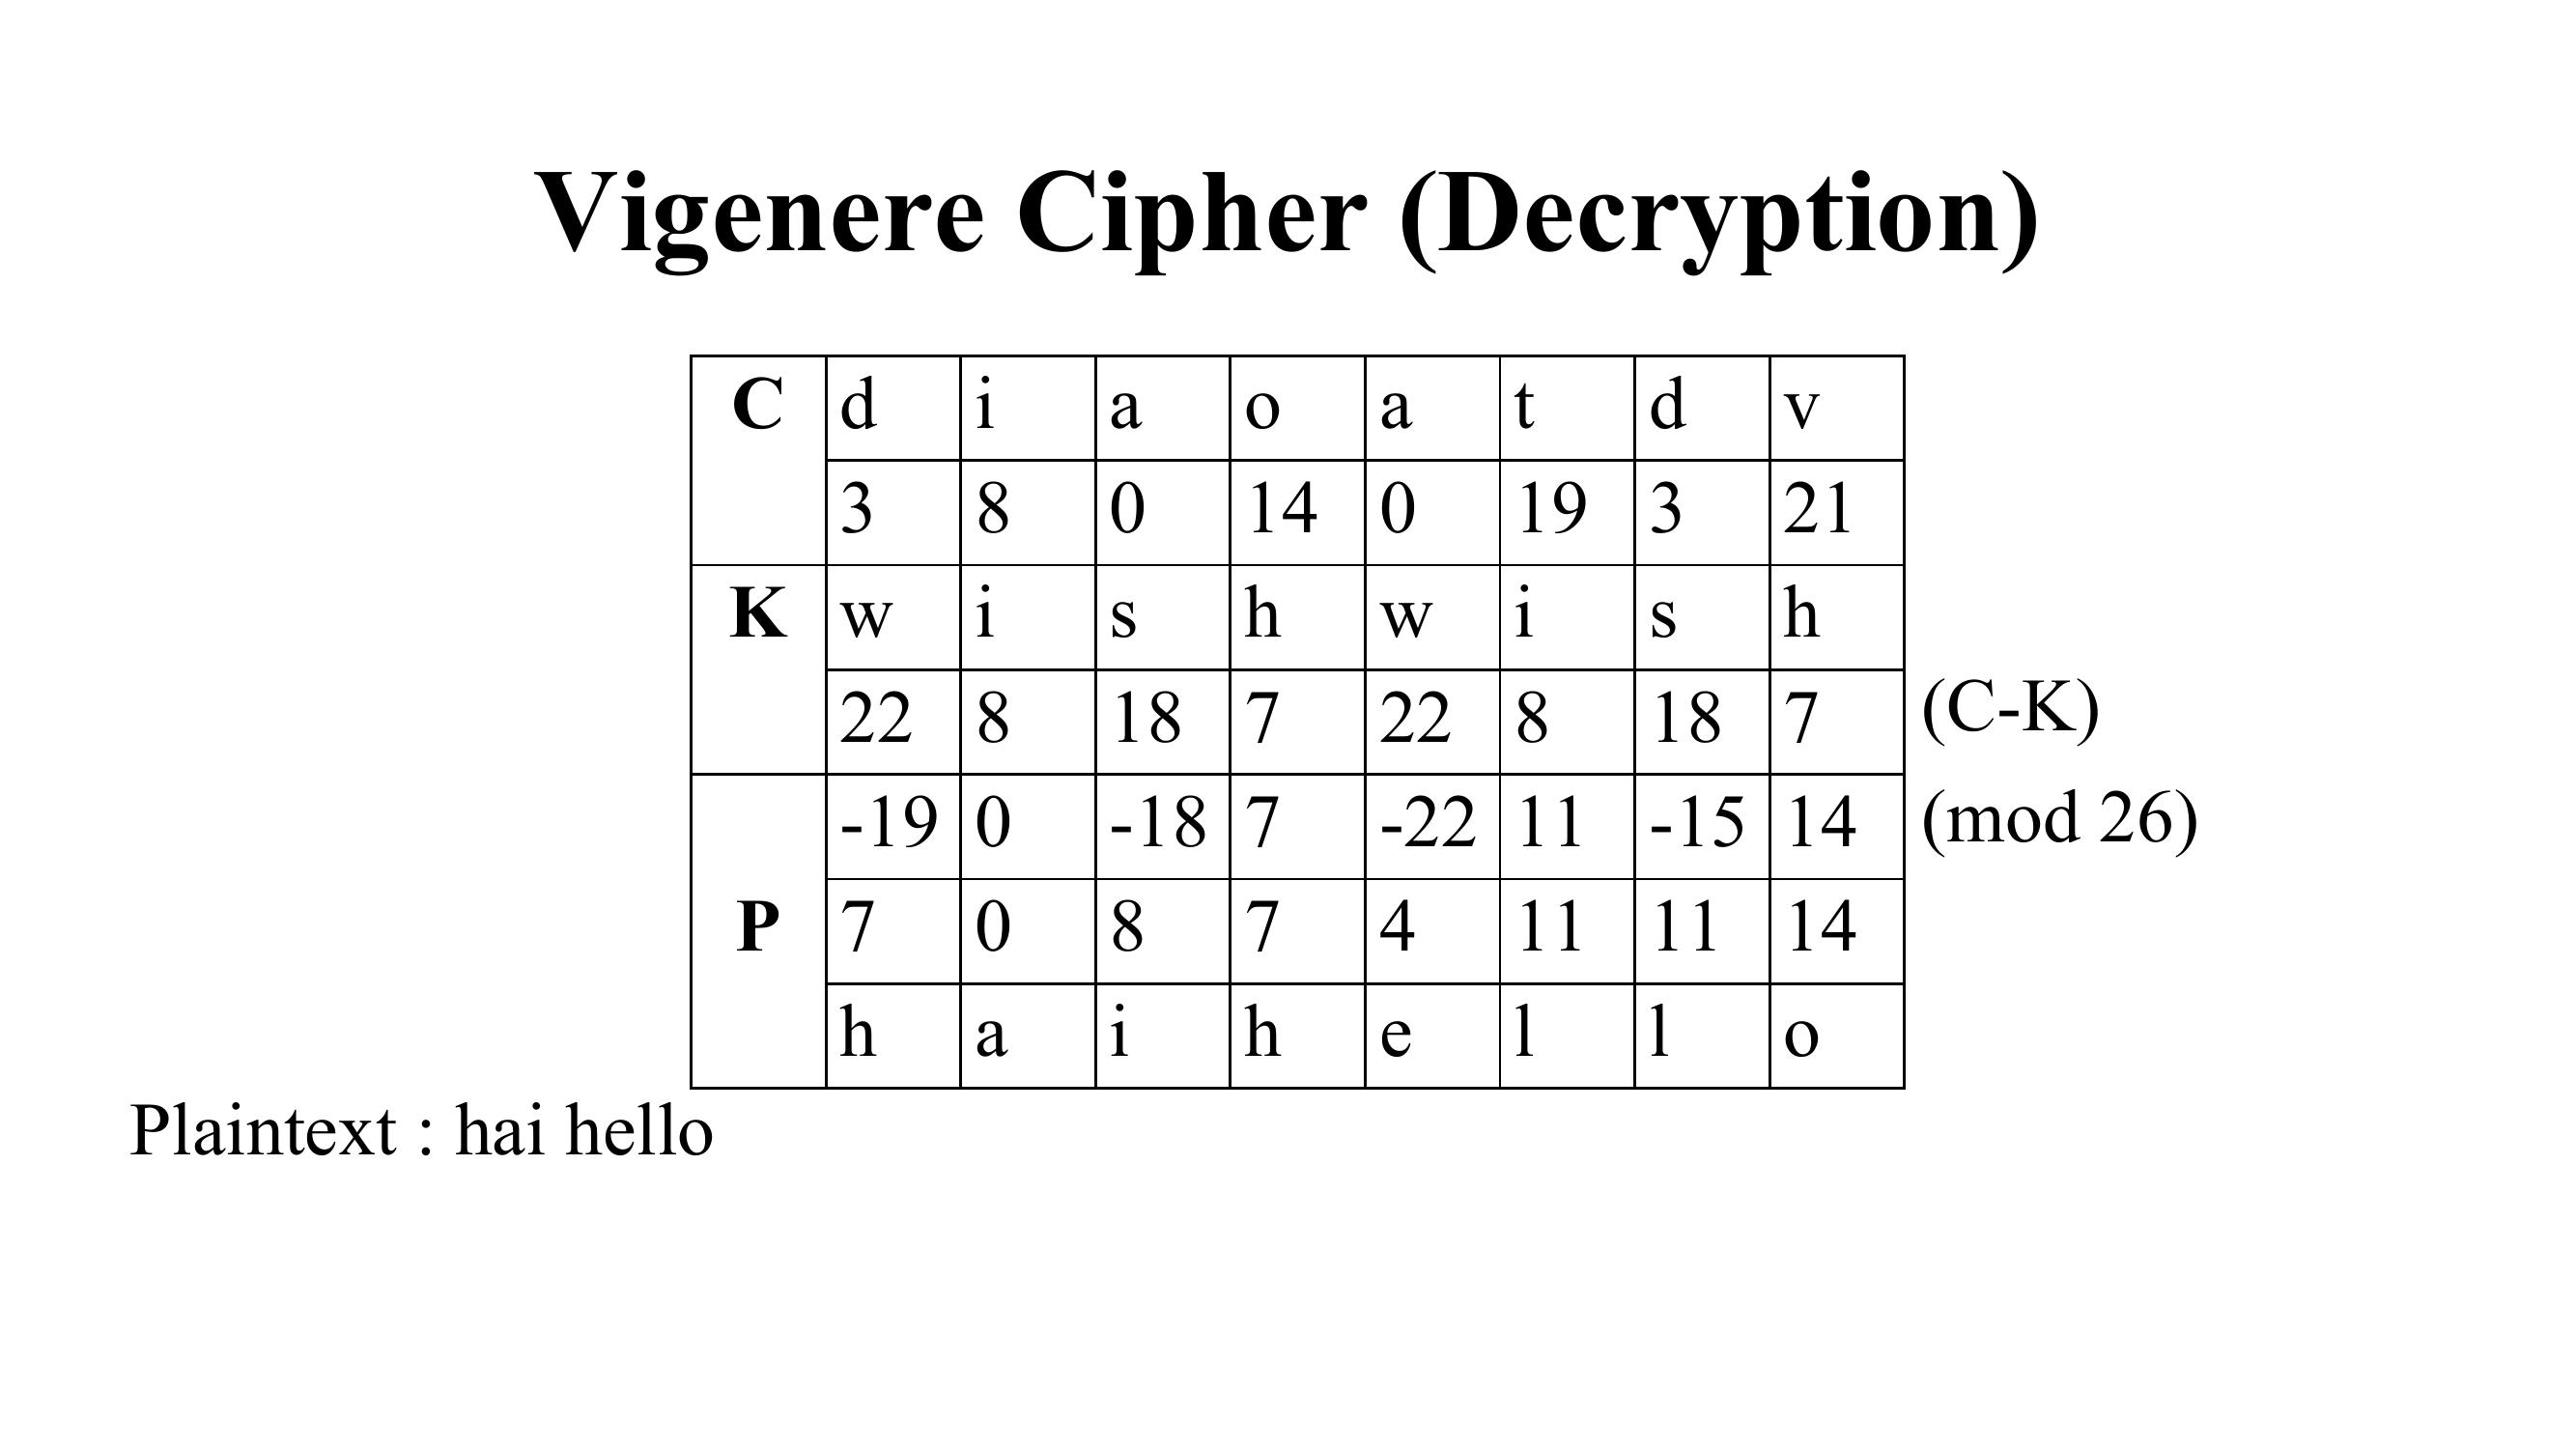 Vigenere Cipher (Decryption)
C d i a o a t d v
3 8 0 14 0 19 3 21
K w i s h w i s h
22 8 18 7 22 8 18 7 (C-K)
-19 0 -18 7 -22 11 -15 14 (mod 26)
P 7 0 8 7 4 11 11 14
h a i h e l l o
Plaintext : hai hello